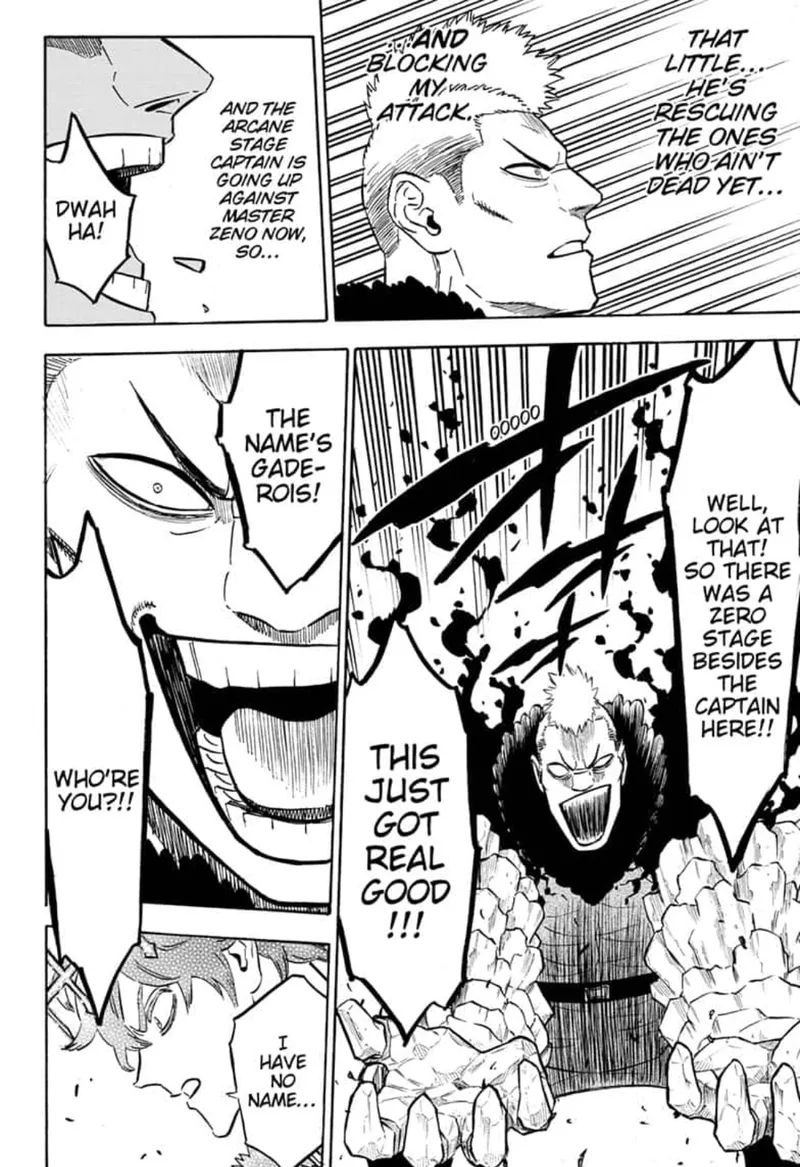 THAT
LITTLE...
HE'S
RESCUING
THE ONES
WHO AIN'T
DEAD YET...
...AND
BLOCKING
MY
ATTACK.
AND THE
ARCANE
STAGE
CAPTAIN IS
GOING UP
AGAINST
MASTER
ZENO NOW,
SO...
DWAH
HA!
WELL,
LOOK AT
THAT!
SO THERE
WAS A
ZERO
STAGE
BESIDES
THE
CAPTAIN
HERE!!
OOOOO
THIS
JUST
GOT
REAL
GOOD
!!!
THE
NAME'S
GADE-
ROIS!
WHO'RE
YOU?!!
I
HAVE
NO
NAME...